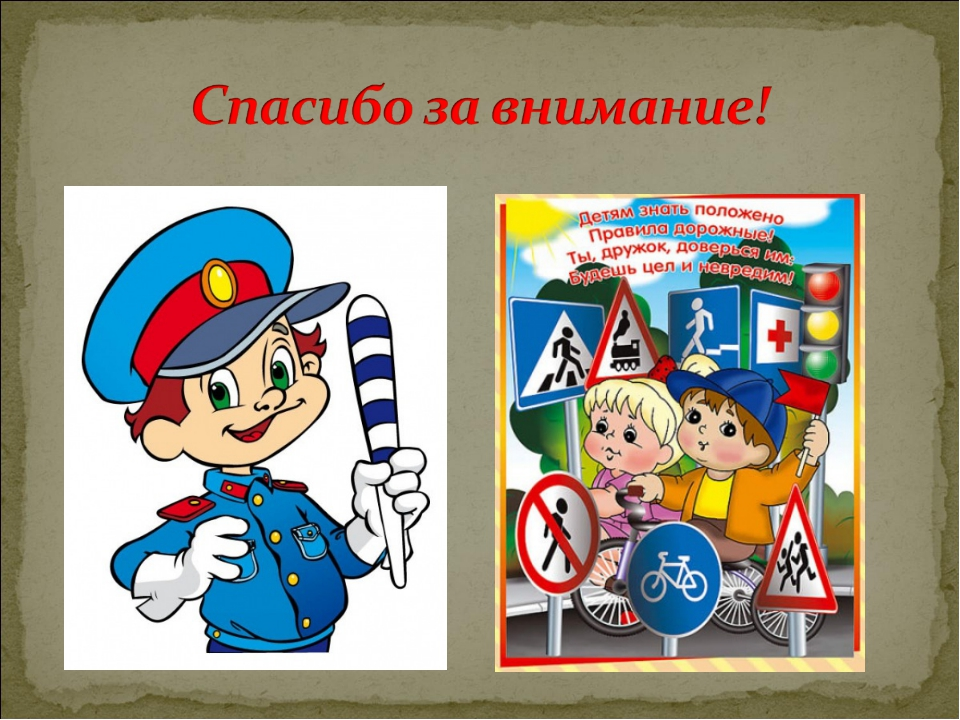 Спасибо за внимание!
Детям знать положено
Правила дорожные!
Ты, дружок, доверься им:
Будешь цел и невредим!